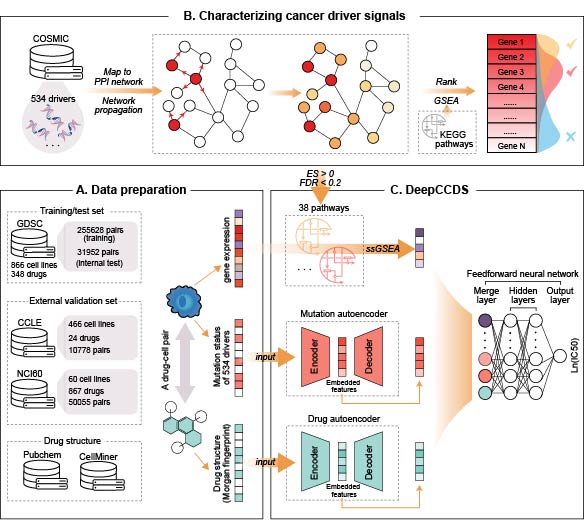 B. Characterizing cancer driver signals
COSMIC
534 drivers
. . .
Map to
PPI network
Network
propagation
Rank
GSEA
KEGG
pathways
Gene 1
Gene 2
Gene 3
Gene 4
......
......
......
Gene N
ES > 0
FDR < 0.2
A. Data preparation
Training/test set
GDSC
866 cell lines
348 drugs
255628 pairs
(training)
31952 pairs
(internal test)
External validation set
CCLE
466 cell lines
24 drugs
10778 pairs
NCI60
60 cell lines
867 drugs
50055 pairs
Drug structure
Pubchem
CellMiner
A drug-cell pair
gene expression
Mutation status
of 534 drivers
Drug structure
(Morgan fingerprint)
input
input
C. DeepCCDS
38 pathways
. . .
ssGSEA
Mutation autoencoder
Encoder
Decoder
Embedded
features
Drug autoencoder
Encoder
Decoder
Embedded
features
Feedforward neural network
Merge
layer
Hidden
layers
Output
layer
Ln(IC50)